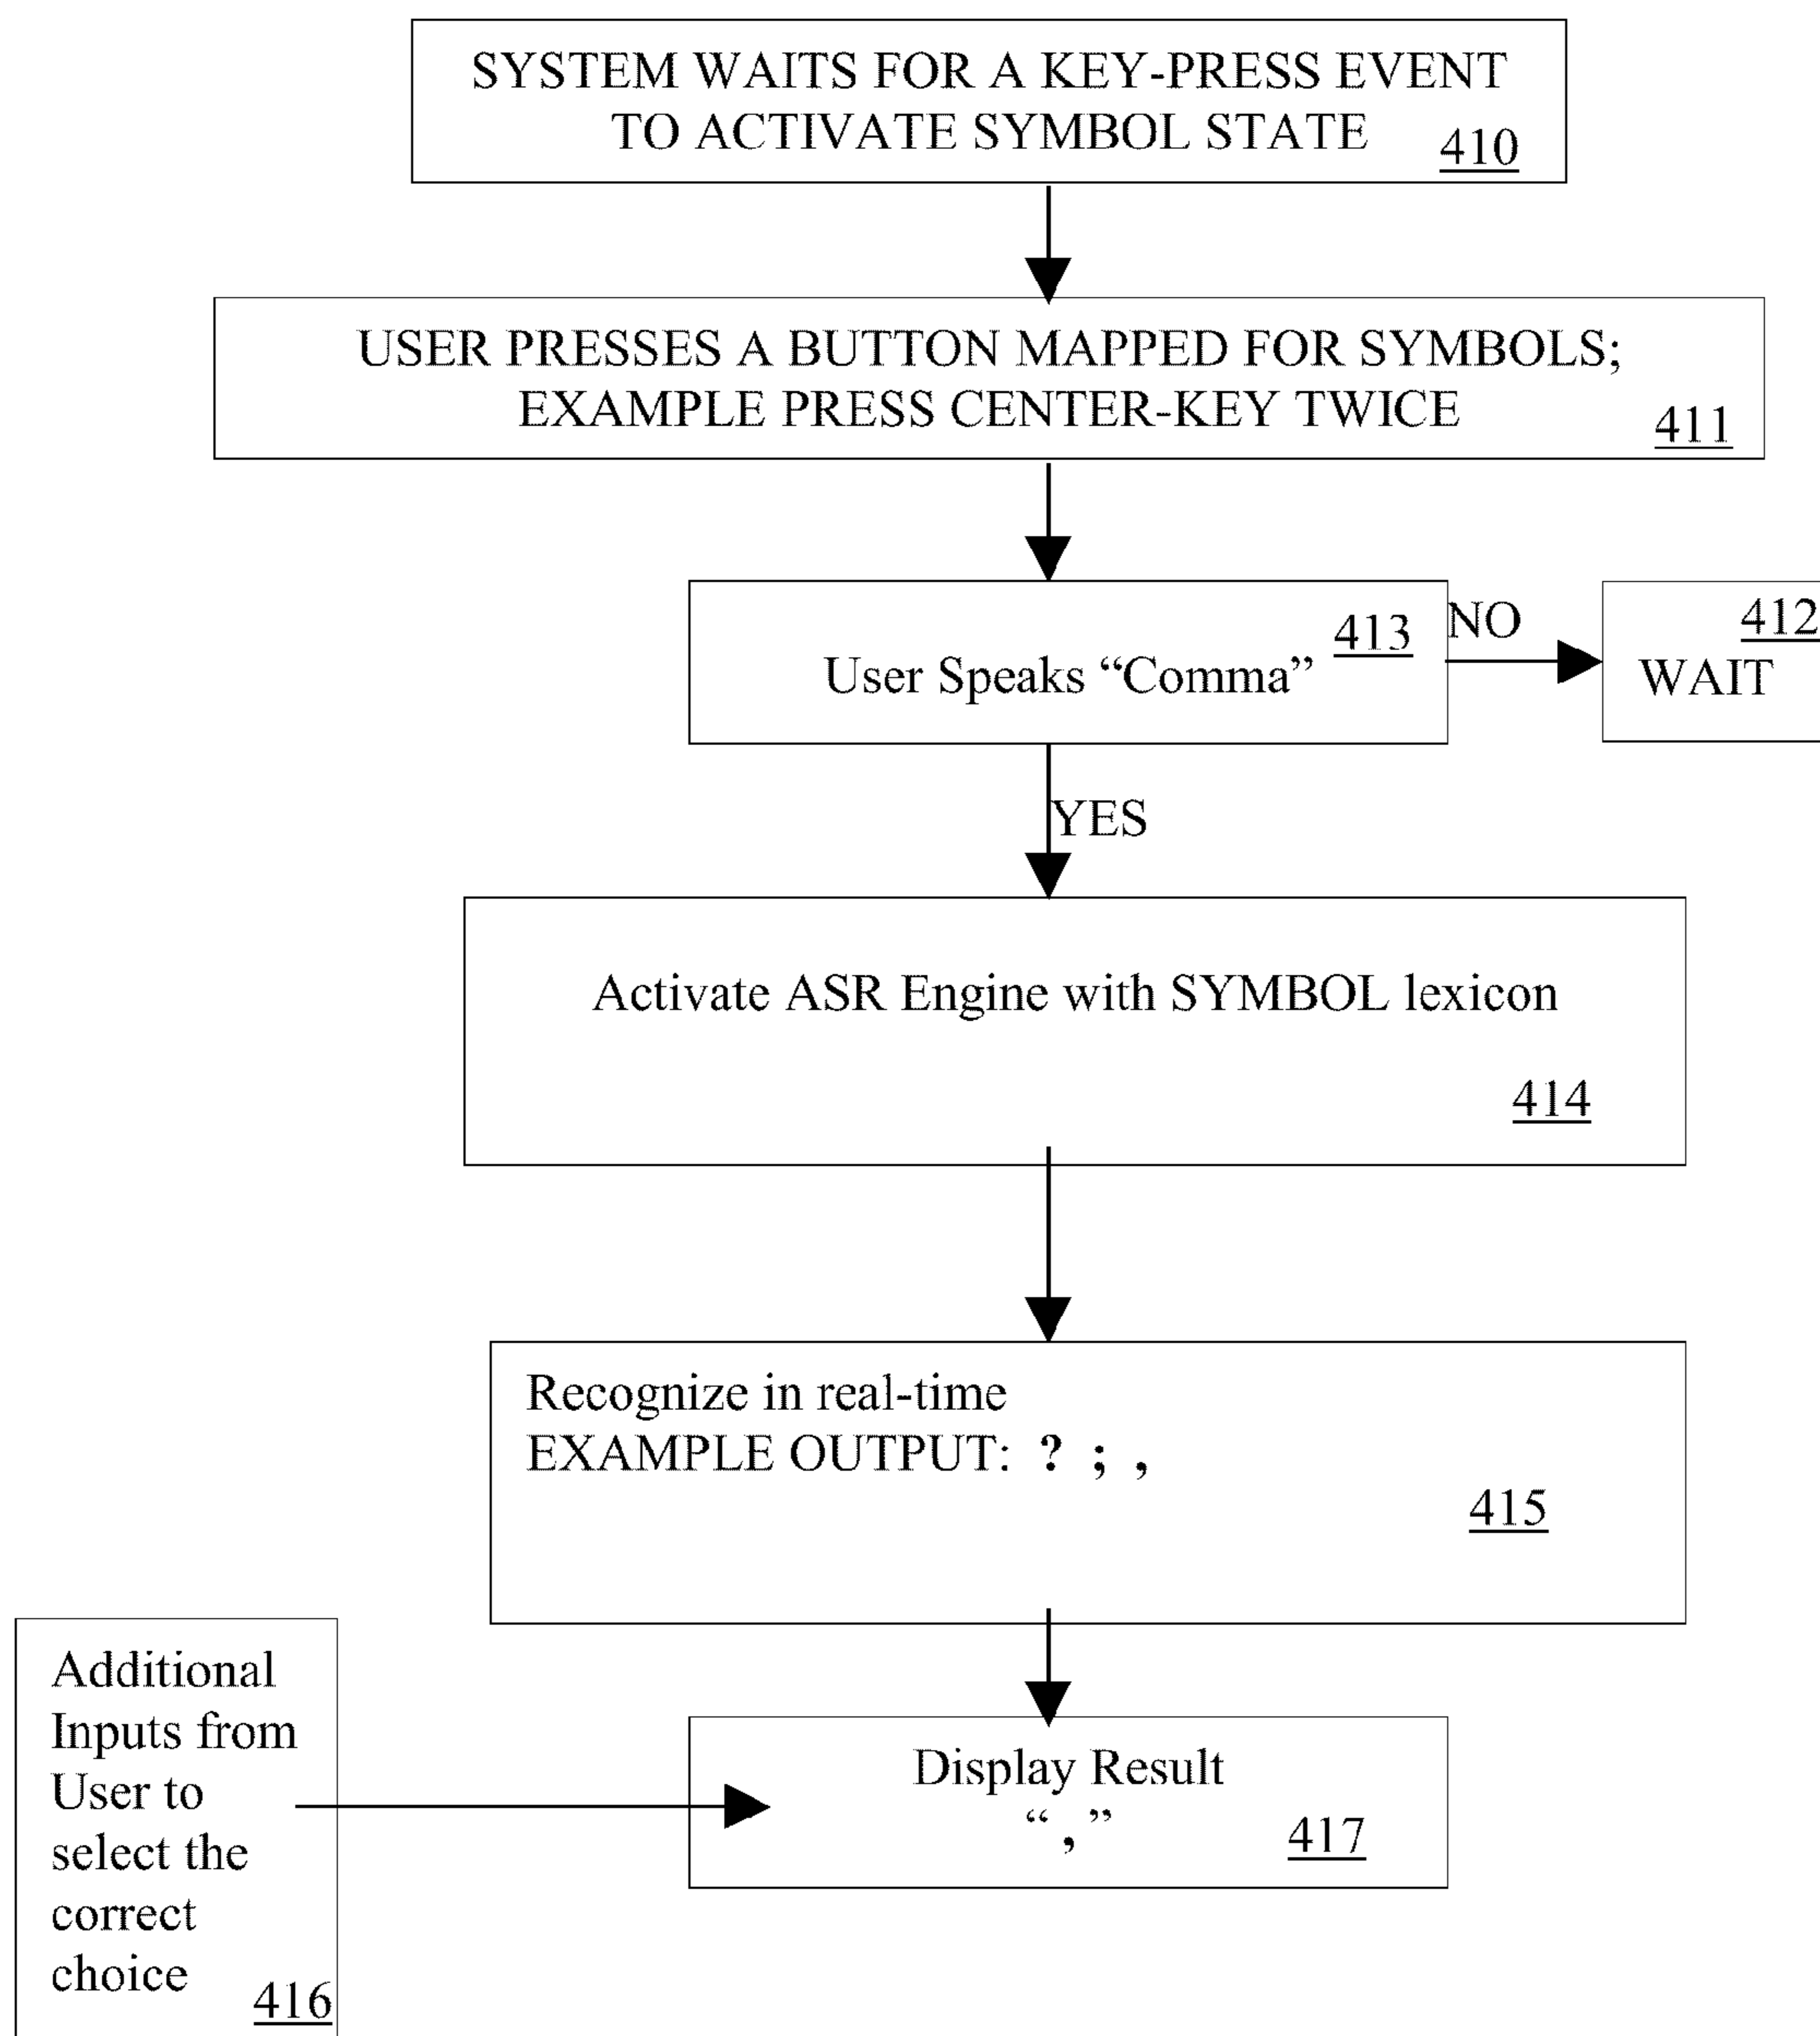 SYSTEM WAITS FOR A KEY-PRESS EVENT
TO ACTIVATE SYMBOL STATE
410
USER PRESSES A BUTTON MAPPED FOR SYMBOLS;
EXAMPLE PRESS CENTER-KEY TWICE
411
413
User Speaks “Comma”
NO
412
WAIT
YES
Activate ASR Engine with SYMBOL lexicon
414
Recognize in real-time
EXAMPLE OUTPUT: ? ; ,
415
Additional
Inputs from
User to
select the
correct
choice
416
Display Result
“ , ”
417